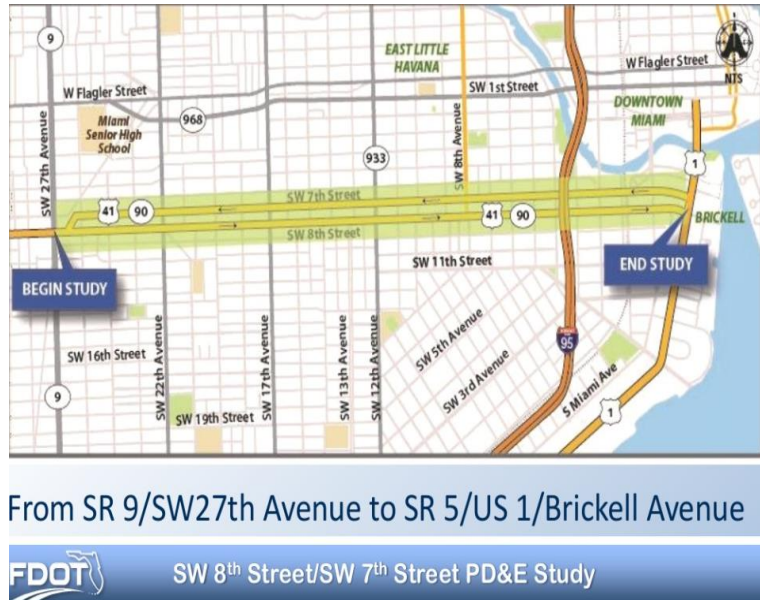 9
EAST LITTLE
HAVANA
W Flagler Street
NTS
W Flagler Street
SW 1st Street
DOWNTOWN
MIAMI
Miami
Senior High
School
968
SW 27th Avenue
933
SW 8th Avenue
1
SW 7th Street
41
90
41
90
BRICKELL
SW 8th Street
BEGIN STUDY
SW 11th Street
END STUDY
SW 22th Avenue
SW 17th Avenue
SW 13th Avenue
SW 12th Avenue
SW 5th Avenue
SW 3rd Avenue
95
S Miami Ave
SW 16th Street
9
SW 19th Street
1
From SR 9/SW27th Avenue to SR 5/US 1/Brickell Avenue
FDOT
SW 8th Street/SW 7th Street PD&E Study